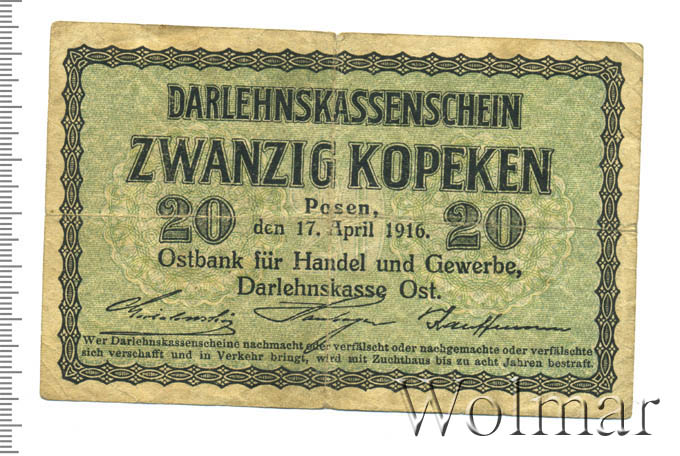 DARLEHNSKASSENSCHEIN
ZWANZIG KOPEKEN
20 Posen, 20
den 17. April 1916.
Ostbank für Handel und Gewerbe,
Darlehnskasse Ost.
Kauffmann
Wer Darlehnskassenscheine nachmacht oder verfälscht oder nachgemachte oder verfälschte
sich verschafft und in Verkehr bringt, wird mit Zuchthaus bis zu acht Jahren bestraft.
Wolmar